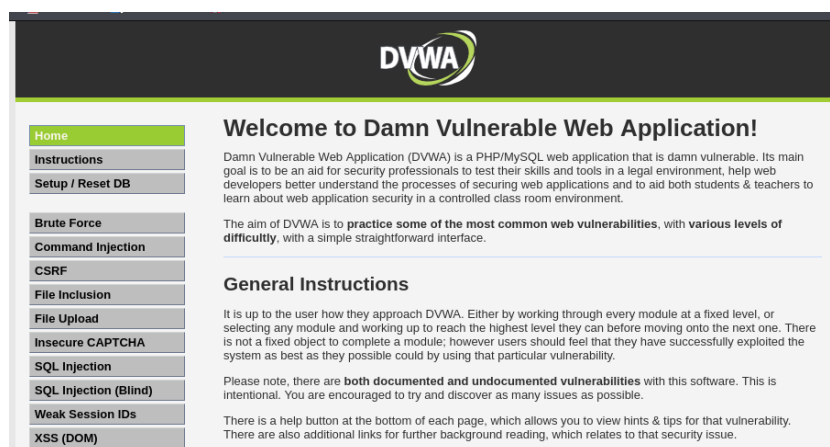 DVWA
Home
Instructions
Setup / Reset DB
Brute Force
Command Injection
CSRF
File Inclusion
File Upload
Insecure CAPTCHA
SQL Injection
SQL Injection (Blind)
Weak Session IDs
XSS (DOM)
Welcome to Damn Vulnerable Web Application!
Damn Vulnerable Web Application (DVWA) is a PHP/MySQL web application that is damn vulnerable. Its main
goal is to be an aid for security professionals to test their skills and tools in a legal environment, help web
developers better understand the processes of securing web applications and to aid both students & teachers to
learn about web application security in a controlled class room environment.
The aim of DVWA is to practice some of the most common web vulnerabilities, with various levels of
difficultly, with a simple straightforward interface.
General Instructions
It is up to the user how they approach DVWA. Either by working through every module at a fixed level, or
selecting any module and working up to reach the highest level they can before moving onto the next one. There
is not a fixed object to complete a module; however users should feel that they have successfully exploited the
system as best as they possible could by using that particular vulnerability.
Please note, there are both documented and undocumented vulnerabilities with this software. This is
intentional. You are encouraged to try and discover as many issues as possible.
There is a help button at the bottom of each page, which allows you to view hints & tips for that vulnerability.
There are also additional links for further background reading, which relates to that security issue.